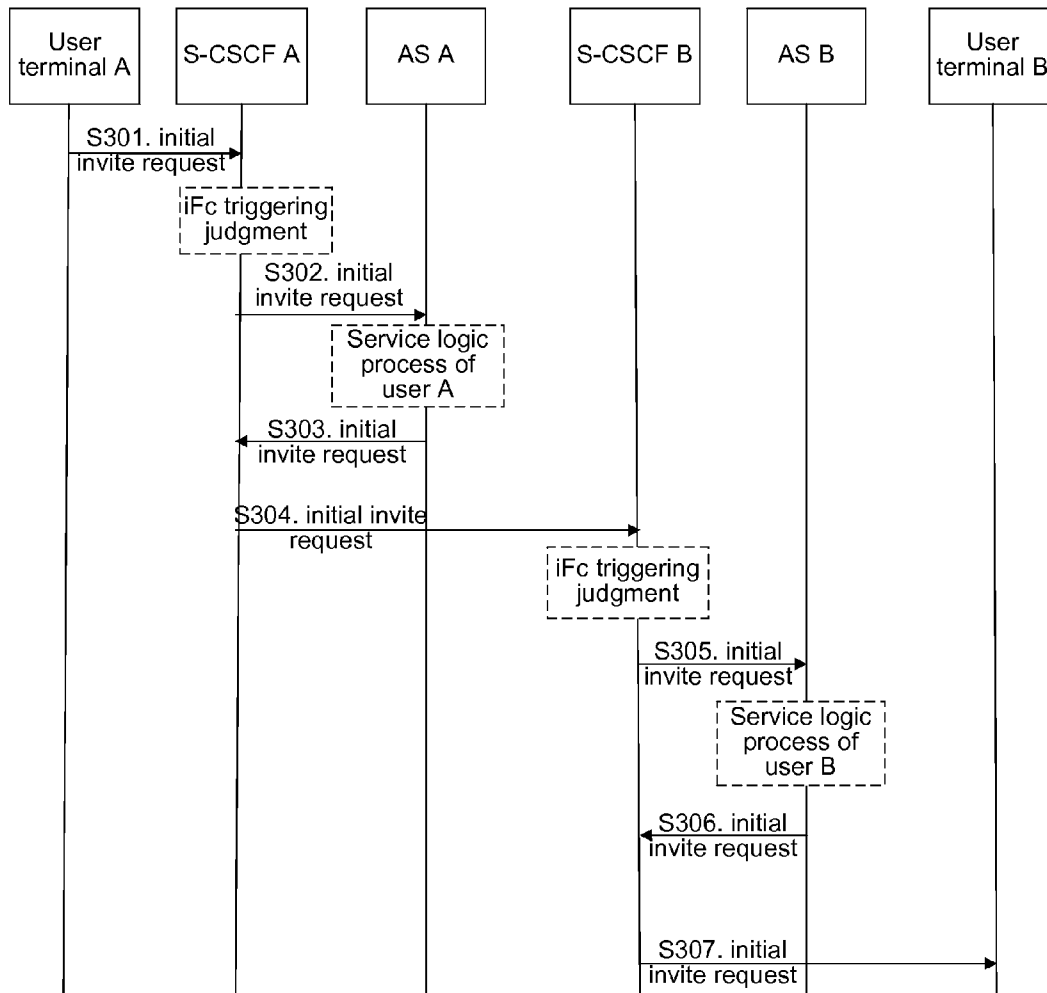 User
terminal A
S-CSCF A
AS A
S-CSCF B
AS B
User
terminal B
S301. initial
invite request
iFc triggering
judgment
S302. initial
invite request
Service logic
process of
user A
S303. initial
invite request
S304. initial invite
request
iFc triggering
judgment
S305. initial
invite request
Service logic
process of
user B
S306. initial
invite request
S307. initial
invite request